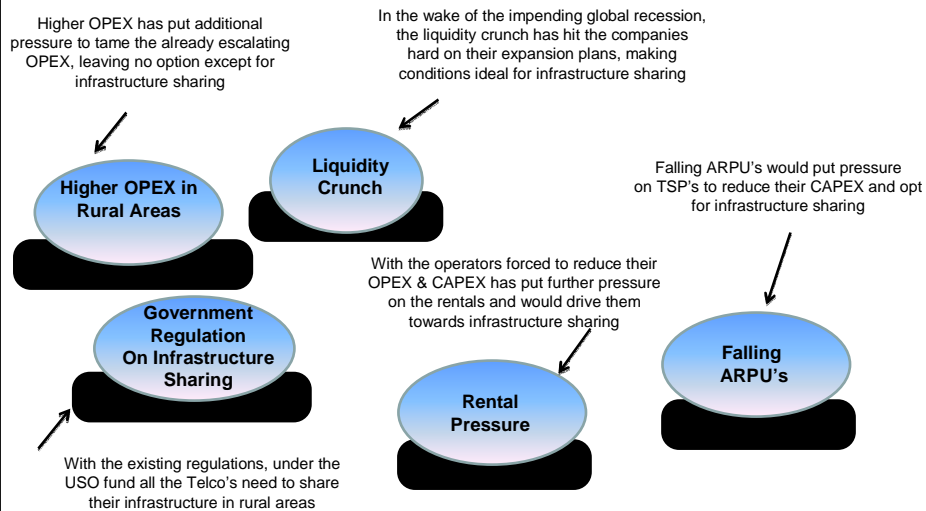 Higher OPEX has put additional
pressure to tame the already escalating
OPEX, leaving no option except for
infrastructure sharing
In the wake of the impending global recession,
the liquidity crunch has hit the companies
hard on their expansion plans, making
conditions ideal for infrastructure sharing
Higher OPEX in
Rural Areas
Liquidity
Crunch
Falling ARPU's would put pressure
on TSP's to reduce their CAPEX and opt
for infrastructure sharing
With the operators forced to reduce their
OPEX & CAPEX has put further pressure
on the rentals and would drive them
towards infrastructure sharing
Government
Regulation
On Infrastructure
Sharing
Rental
Pressure
Falling
ARPU's
With the existing regulations, under the
USO fund all the Telco's need to share
their infrastructure in rural areas